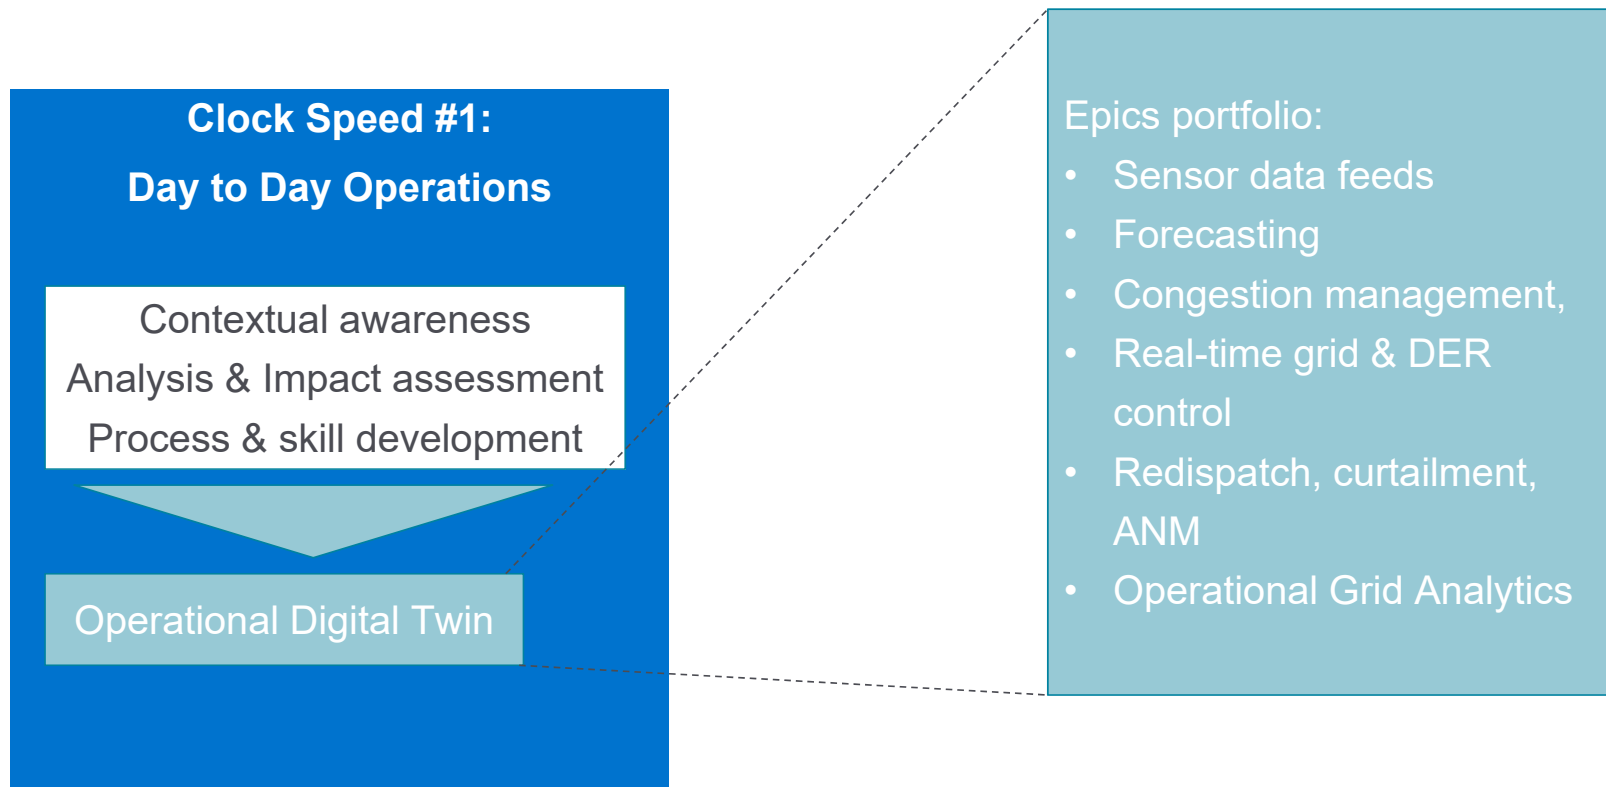 Clock Speed #1:
Day to Day Operations
Contextual awareness
Analysis & Impact assessment
Process & skill development
Operational Digital Twin
Epics portfolio:
• Sensor data feeds
• Forecasting
• Congestion management,
• Real-time grid & DER
control
• Redispatch, curtailment,
ANM
• Operational Grid Analytics